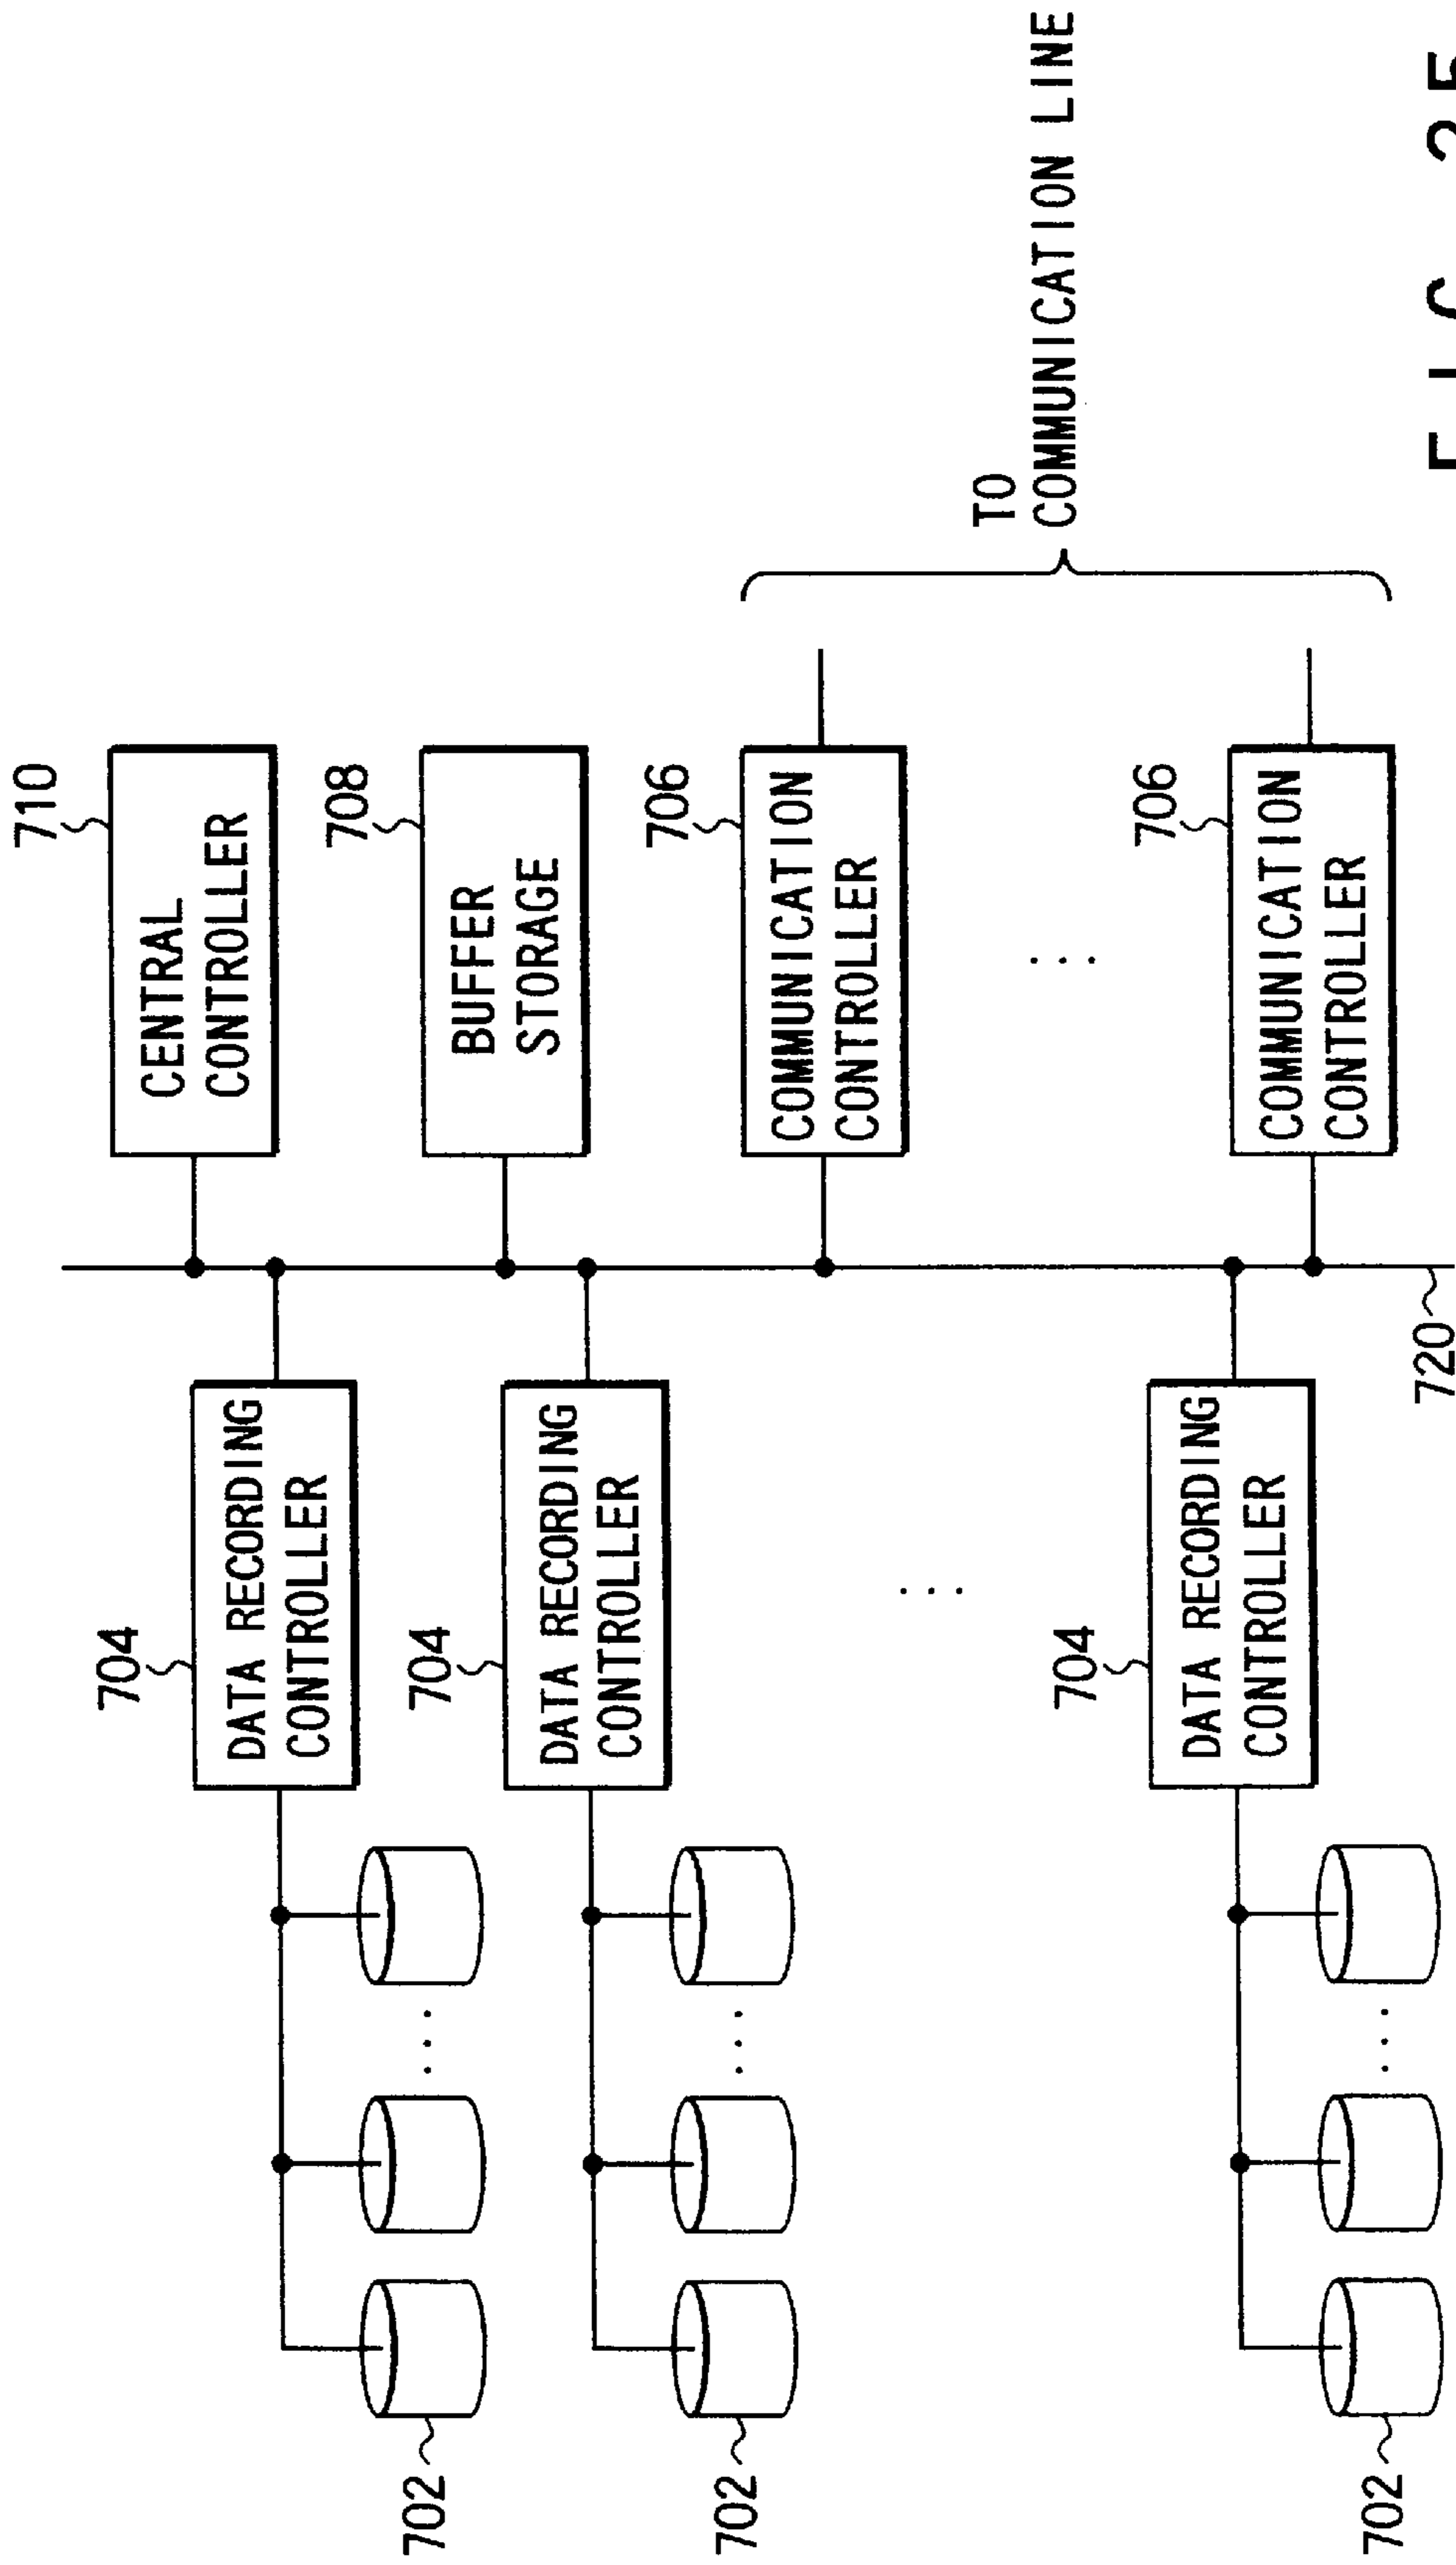 710
CENTRAL
CONTROLLER
704
DATA RECORDING
CONTROLLER
702
708
BUFFER
STORAGE
704
DATA RECORDING
CONTROLLER
702
706
COMMUNICATION
CONTROLLER
TO
COMMUNICATION LINE
...
...
704
DATA RECORDING
CONTROLLER
702
706
COMMUNICATION
CONTROLLER
720